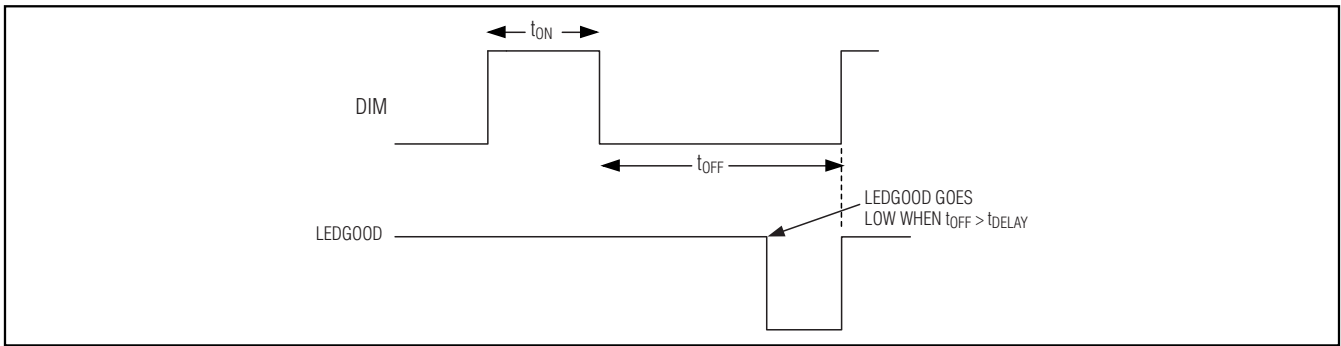 tON
DIM
tOFF
LEDGOOD GOES
LOW WHEN tOFF > tDELAY
LEDGOOD